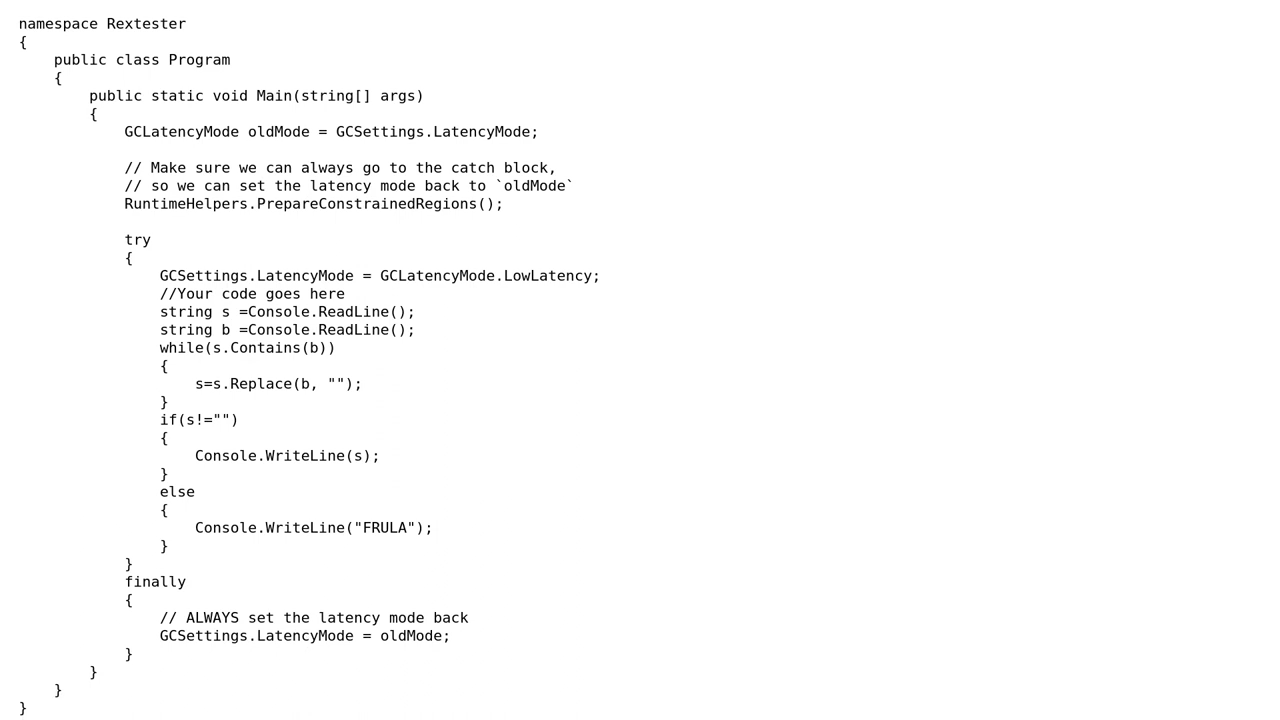 namespace Rextester
{
    public class Program
    {
        public static void Main(string[] args)
        {
            GCLatencyMode oldMode = GCSettings.LatencyMode;

            // Make sure we can always go to the catch block,
            // so we can set the latency mode back to `oldMode`
            RuntimeHelpers.PrepareConstrainedRegions();

            try
            {
                GCSettings.LatencyMode = GCLatencyMode.LowLatency;
                //Your code goes here
                string s =Console.ReadLine();
                string b =Console.ReadLine();
                while(s.Contains(b))
                {
                    s=s.Replace(b, "");
                }
                if(s!="")
                {
                    Console.WriteLine(s);
                }
                else
                {
                    Console.WriteLine("FRULA");
                }
            }
            finally
            {
                // ALWAYS set the latency mode back
                GCSettings.LatencyMode = oldMode;
            }
        }
    }
}